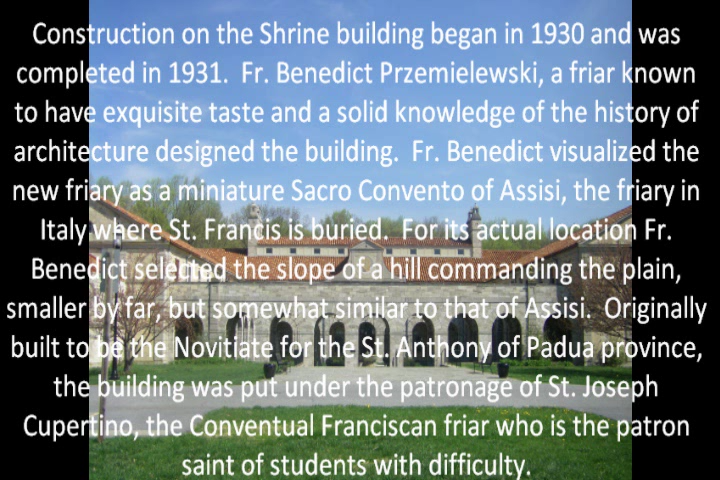 Construction on the Shrine building began in 1930 and was
completed in 1931. Fr. Benedict Przemielewski, a friar known
to have exquisite taste and a solid knowledge of the history of
architecture designed the building. Fr. Benedict visualized the
new friary as a miniature Sacro Convento of Assisi, the friary in
Italy where St. Francis is buried. For its actual location Fr.
Benedict selected the slope of a hill commanding the plain,
smaller by far, but somewhat similar to that of Assisi. Originally
built to be the Novitiate for the St. Anthony of Padua province,
the building was put under the patronage of St. Joseph
Cupertino, the Conventual Franciscan friar who is the patron
saint of students with difficulty.